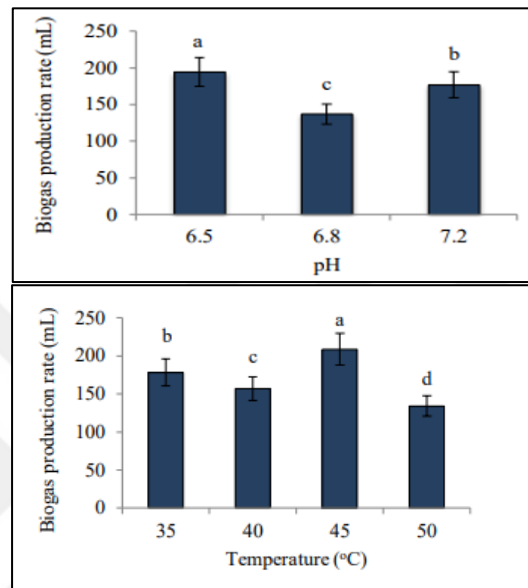 Biogas production rate (mL)
250
200
150
100
50
0
a
c
b
6.5
6.8
7.2
pH
Biogas production rate (mL)
250
200
150
100
50
0
b
c
a
d
35
40
45
50
Temperature (°C)